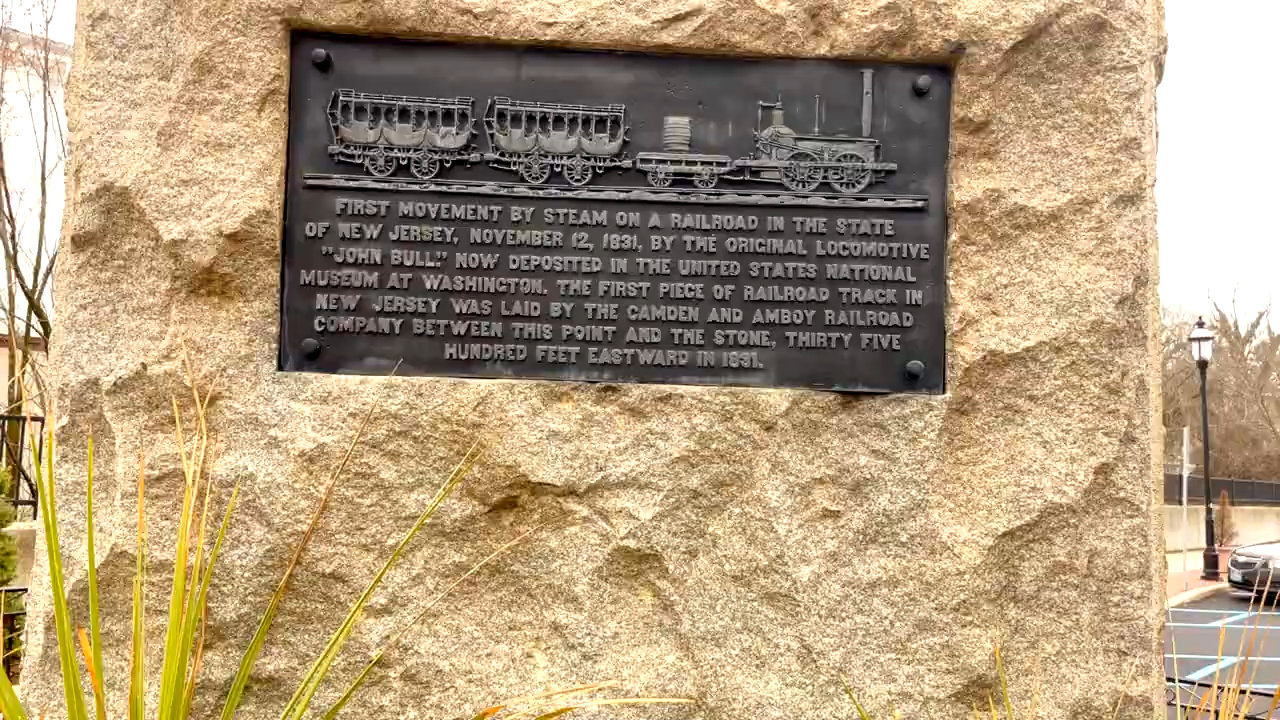 FIRST MOVEMENT BY STEAM ON A RAILROAD IN THE STATE
OF NEW JERSEY, NOVEMBER 12, 1831, BY THE ORIGINAL LOCOMOTIVE
"JOHN BULL." NOW DEPOSITED IN THE UNITED STATES NATIONAL
MUSEUM AT WASHINGTON. THE FIRST PIECE OF RAILROAD TRACK IN
NEW JERSEY WAS LAID BY THE CAMDEN AND AMBOY RAILROAD
COMPANY BETWEEN THIS POINT AND THE STONE, THIRTY FIVE
HUNDRED FEET EASTWARD IN 1831.